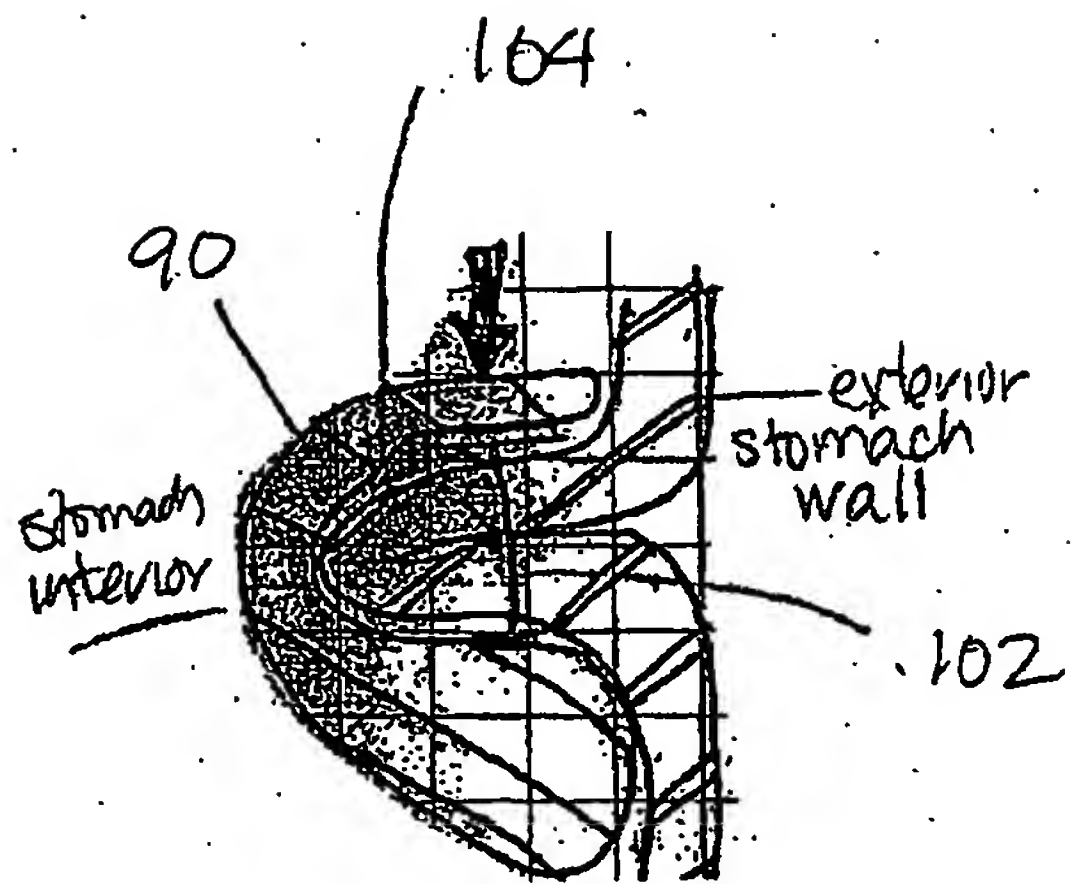 104
90
exterior
stomach
wall
stomach
interior
102